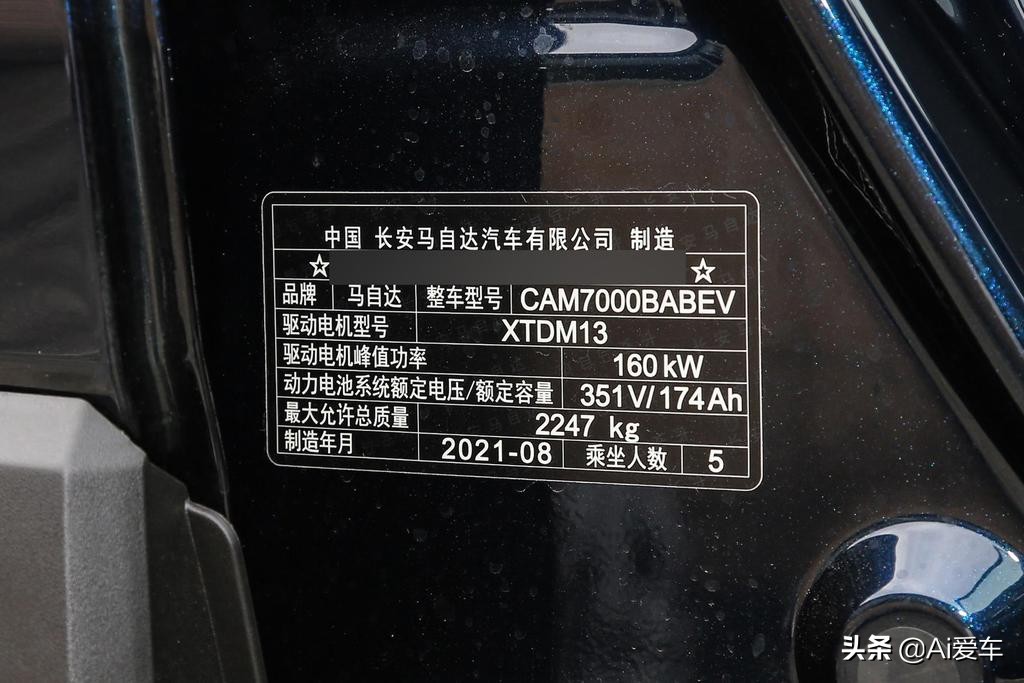 中国 长安马自达汽车有限公司 制造
☆ ☆
品牌 马自达 整车型号 CAM7000BABEV
驱动电机型号 XTDM13
驱动电机峰值功率 160kW
动力电池系统额定电压/额定容量 351V/174Ah
最大允许总质量 2247 kg
制造年月 2021-08 乘坐人数 5
头条 @Ai爱车